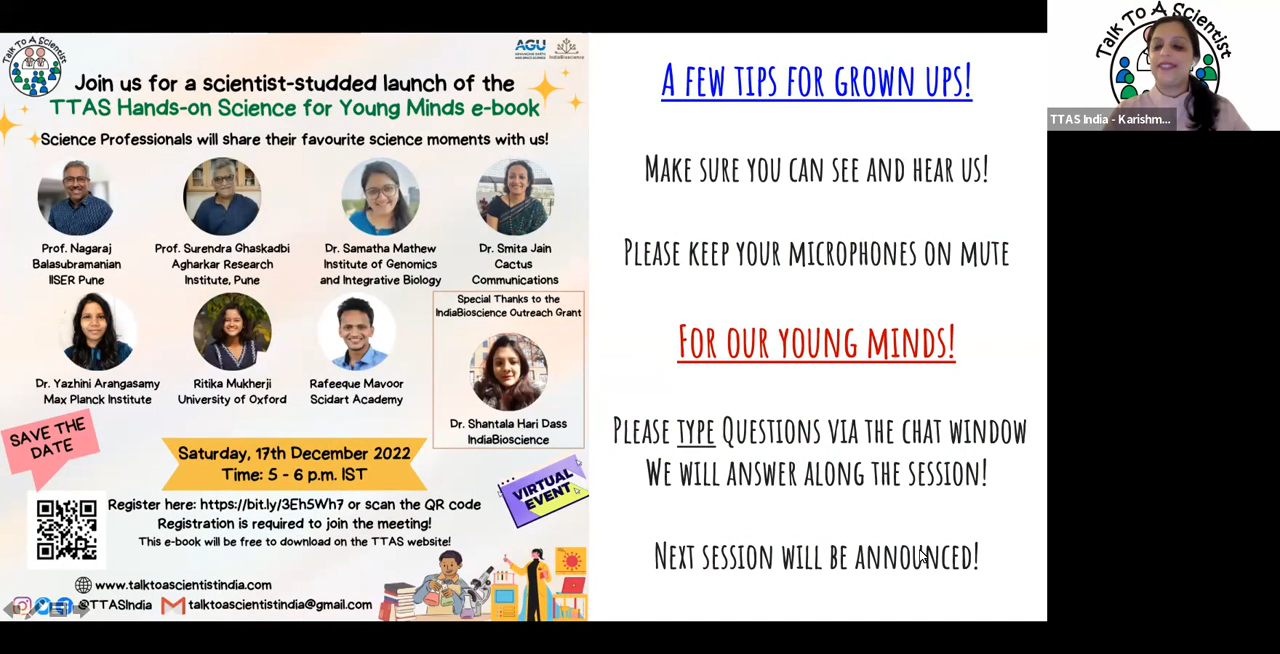 Talk To A Scientist
AGU
ADVANCING EARTH
AND SPACE SCIENCE
IndiaBioscience
Join us for a scientist-studded launch of the
TTAS Hands-on Science for Young Minds e-book
Science Professionals will share their favourite science moments with us!
Prof. Nagaraj
Balasubramanian
IISER Pune
Prof. Surendra Ghaskadbi
Agharkar Research
Institute, Pune
Dr. Samatha Mathew
Institute of Genomics
and Integrative Biology
Dr. Smita Jain
Cactus
Communications
Dr. Yazhini Arangasamy
Max Planck Institute
Ritika Mukherji
University of Oxford
Rafeeque Mavoor
Scidart Academy
Special Thanks to the
IndiaBioscience Outreach Grant
Dr. Shantala Hari Dass
IndiaBioscience
SAVE THE
DATE
Saturday, 17th December 2022
Time: 5 - 6 p.m. IST
VIRTUAL
EVENT
Register here: https://bit.ly/3Eh5Wh7 or scan the QR code
Registration is required to join the meeting!
This e-book will be free to download on the TTAS website!
www.talktoascientistindia.com
@TTASIndia
talktoascientistindia@gmail.com
A FEW TIPS FOR GROWN UPS!
MAKE SURE YOU CAN SEE AND HEAR US!
PLEASE KEEP YOUR MICROPHONES ON MUTE
FOR OUR YOUNG MINDS!
PLEASE TYPE QUESTIONS VIA THE CHAT WINDOW
WE WILL ANSWER ALONG THE SESSION!
NEXT SESSION WILL BE ANNOUNCED!
Talk To A Scientist
TTAS India - Karishm...